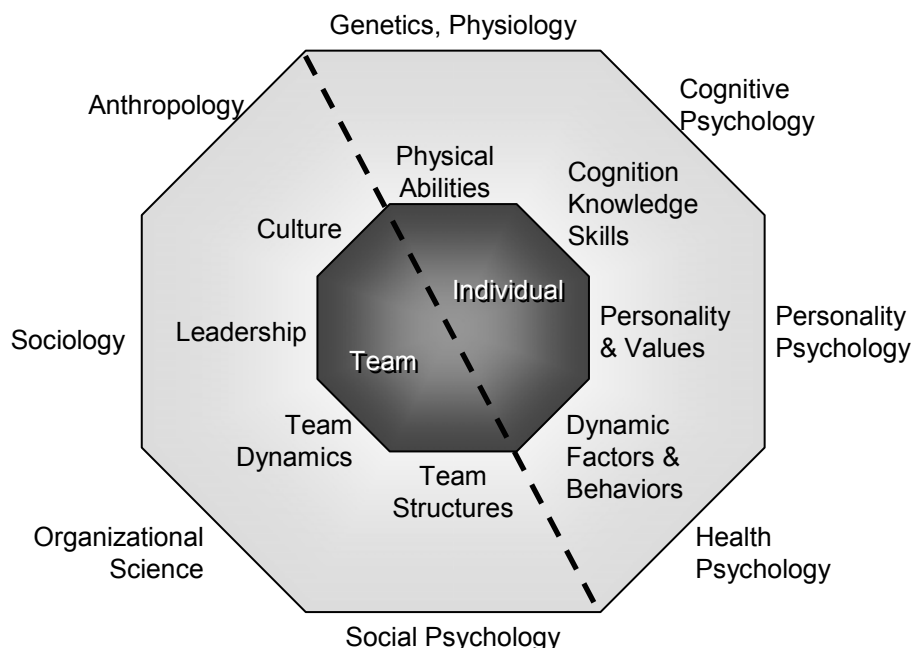 Genetics, Physiology
Anthropology
Cognitive
Psychology
Physical
Abilities
Cognition
Knowledge
Skills
Culture
Individual
Sociology
Leadership
Team
Personality
& Values
Personality
Psychology
Team
Dynamics
Team
Structures
Dynamic
Factors &
Behaviors
Organizational
Science
Health
Psychology
Social Psychology